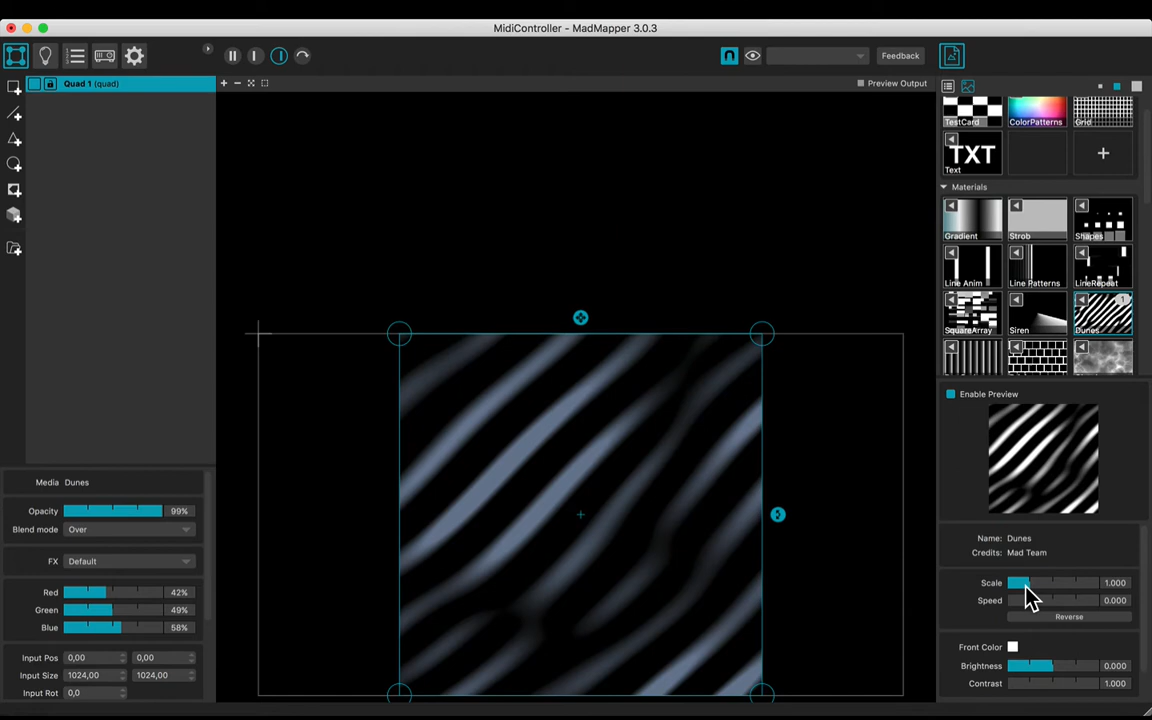 MidiController - MadMapper 3.0.3
Feedback
Quad 1 (quad)
Preview Output
TestCard
ColorPatterns
Grid
TXT
Text
Materials
Gradient
Strob
Shapes
Line Anim
Line Patterns
LineRepeat
1
SquareArray
Siren
Dunes
Enable Preview
Name: Dunes
Credits: Mad Team
Scale 1.000
Speed 0.000
Reverse
Front Color
Brightness 0.000
Contrast 1.000
Media Dunes
Opacity 99%
Blend mode Over
FX Default
Red 42%
Green 49%
Blue 58%
Input Pos 0,00 0,00
Input Size 1024,00 1024,00
Input Rot 0,0